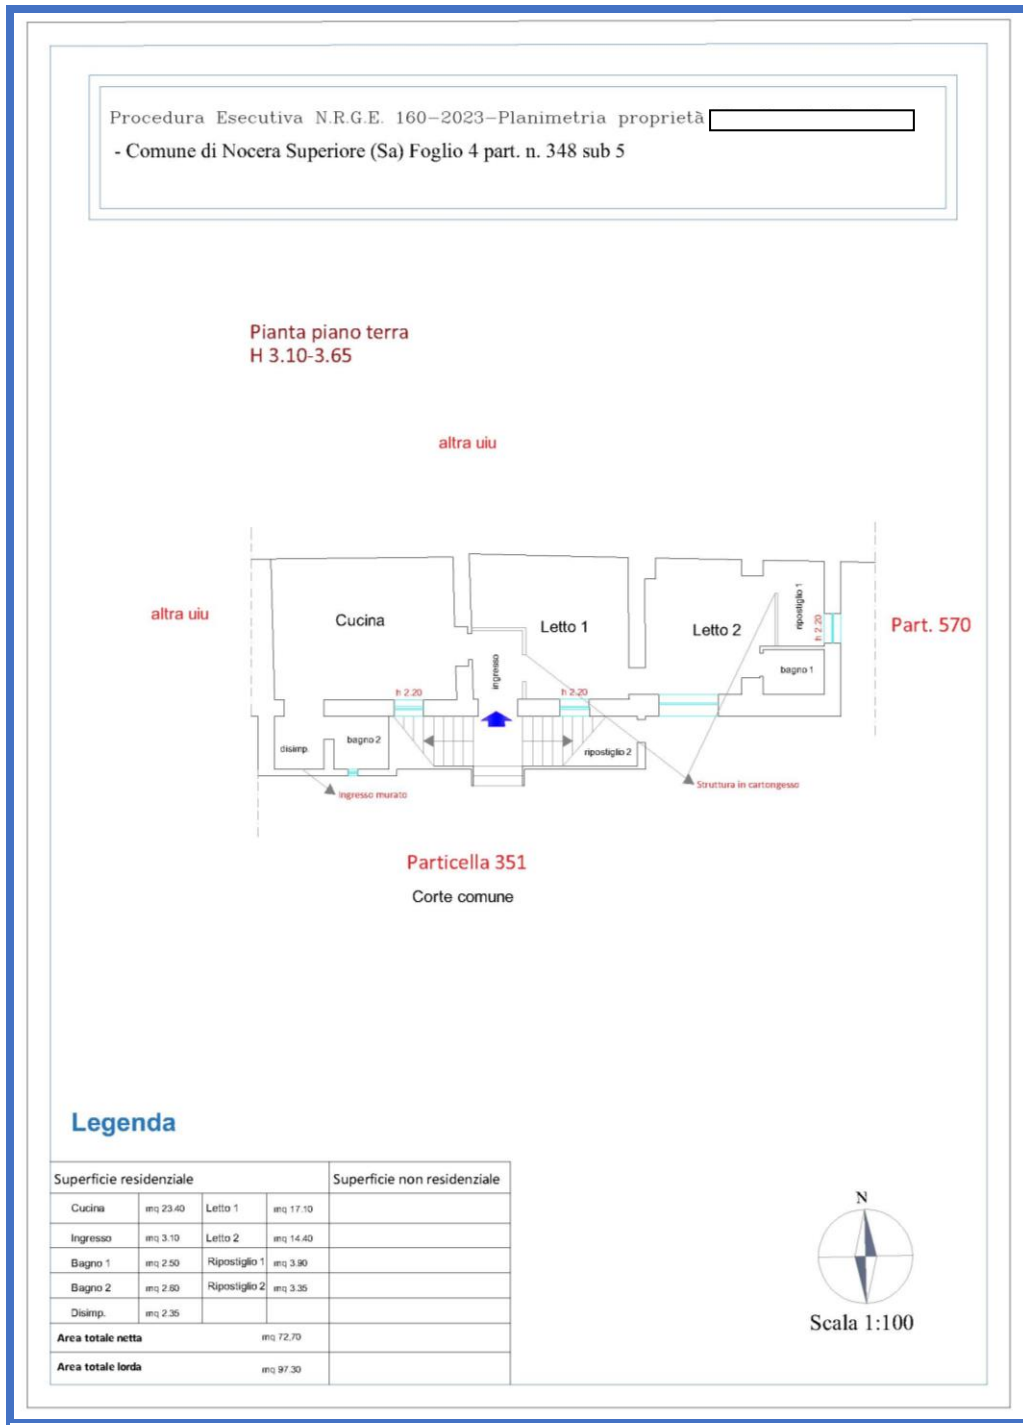 Procedura Esecutiva N.R.G.E. 160-2023-Planimetria proprietà
- Comune di Nocera Superiore (Sa) Foglio 4 part. n. 348 sub 5
Pianta piano terra
H 3.10-3.65
altra uiu
altra uiu
Cucina
Letto 1
Letto 2
ripostiglio 1
h 2.20
Part. 570
ingresso
bagno 1
h 2.20
h 2.20
disimp.
bagno 2
ripostiglio 2
Ingresso murato
Struttura in cartongesso
Particella 351
Corte comune
Legenda
Superficie residenziale Superficie non residenziale
Cucina mq 23.40 Letto 1 mq 17.10
Ingresso mq 3.10 Letto 2 mq 14.40
Bagno 1 mq 2.50 Ripostiglio 1 mq 3.90
Bagno 2 mq 2.60 Ripostiglio 2 mq 3.35
Disimp. mq 2.35
Area totale netta mq 72,70
Area totale lorda mq 97.30
N
Scala 1:100